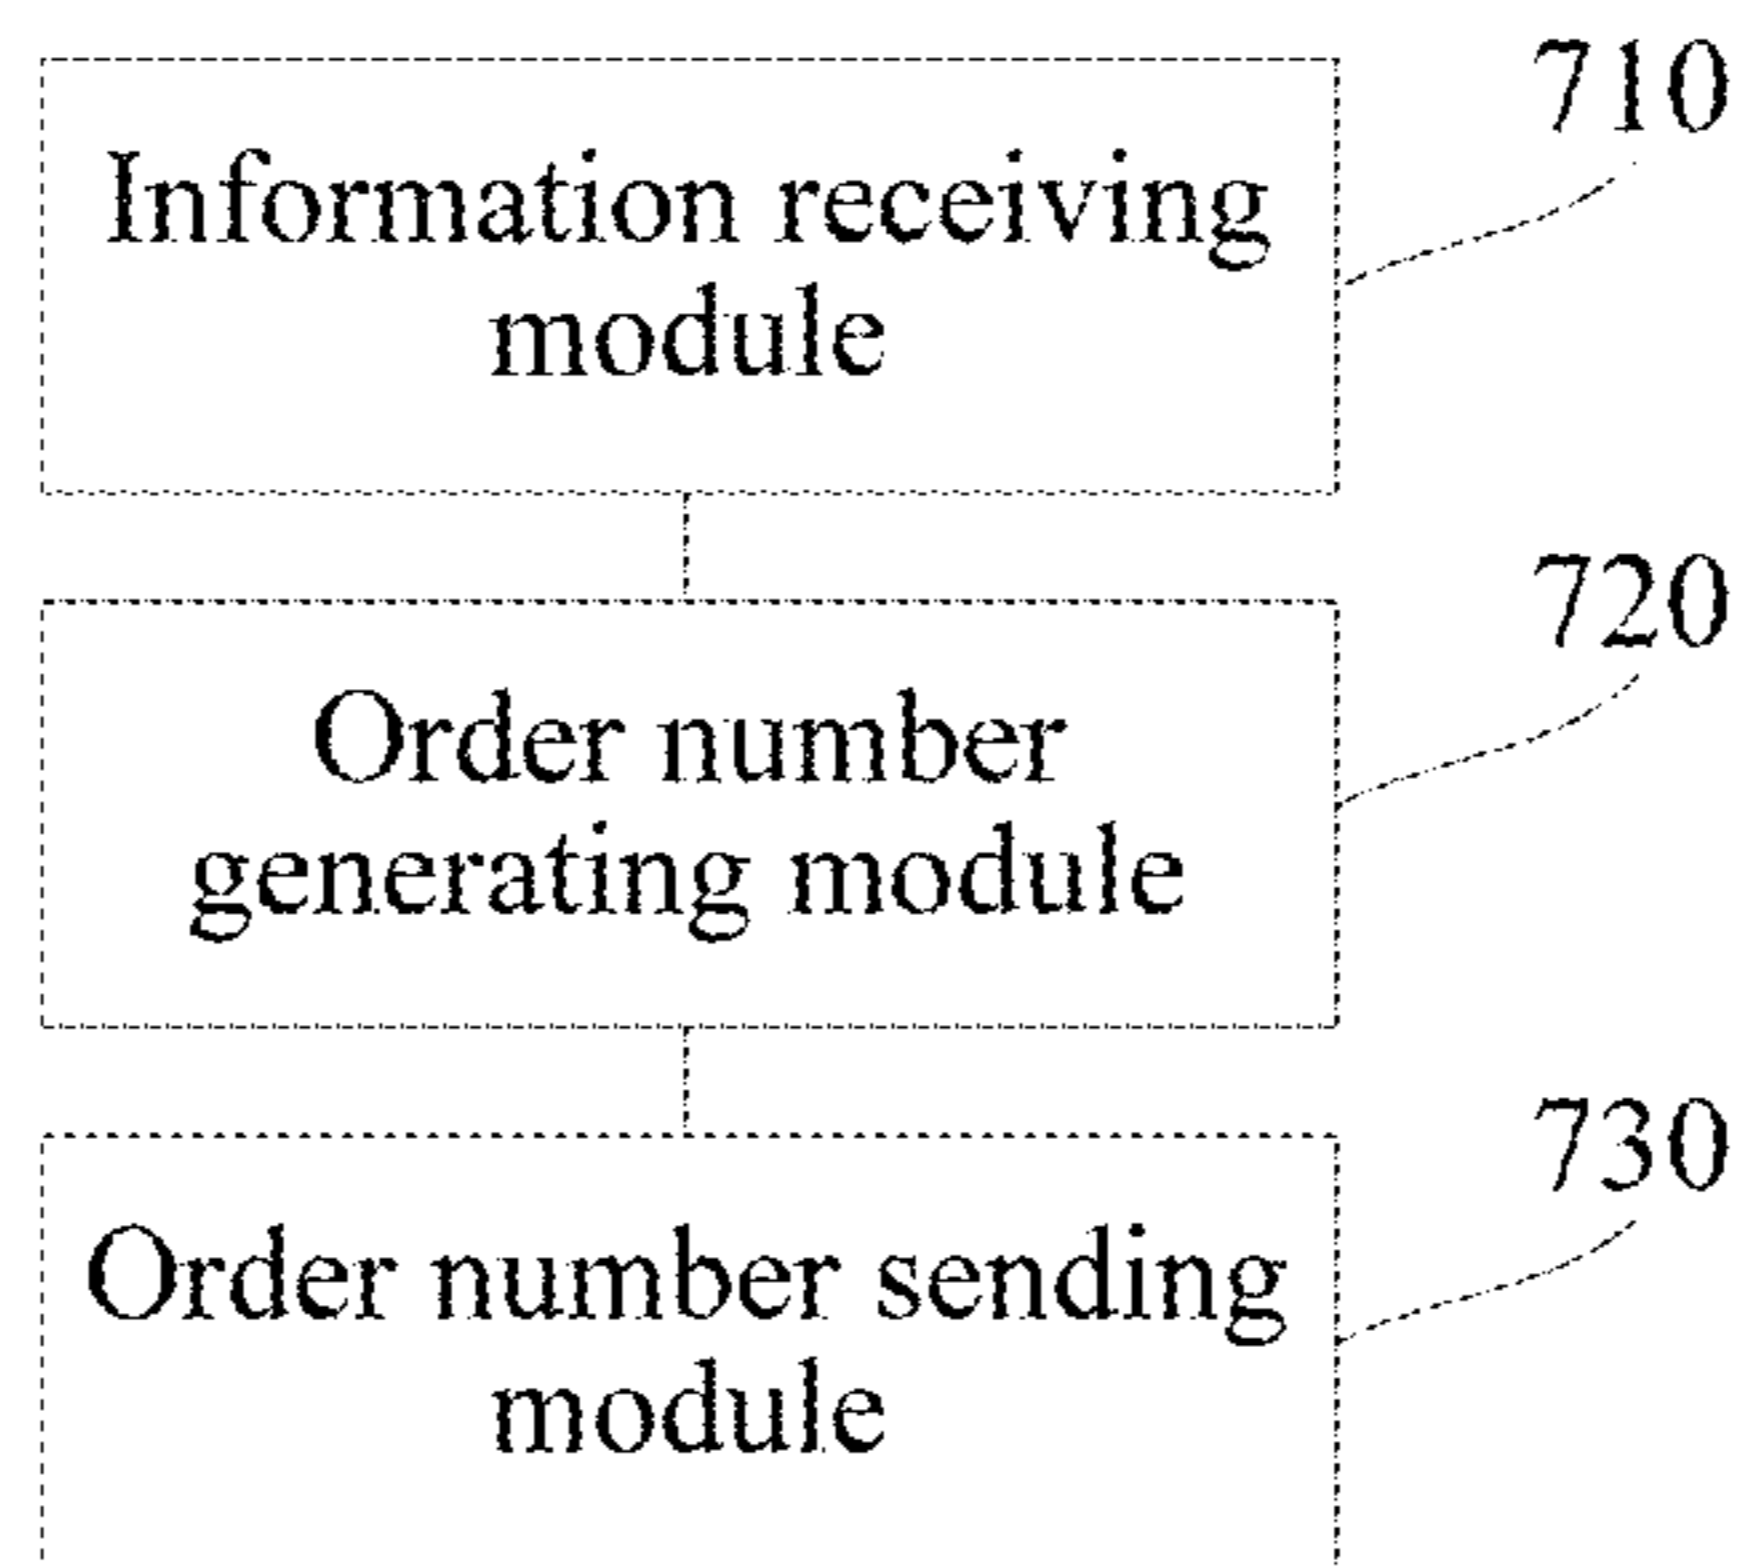 710
Information receiving
module
720
Order number
generating module
730
Order number sending
module